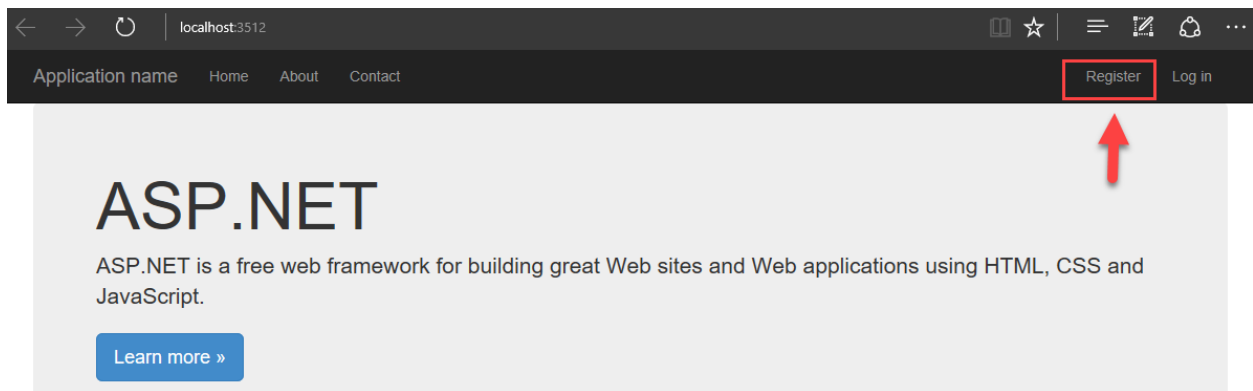 localhost:3512
Application name Home About Contact Register Log in
ASP.NET
ASP.NET is a free web framework for building great Web sites and Web applications using HTML, CSS and
JavaScript.
Learn more »